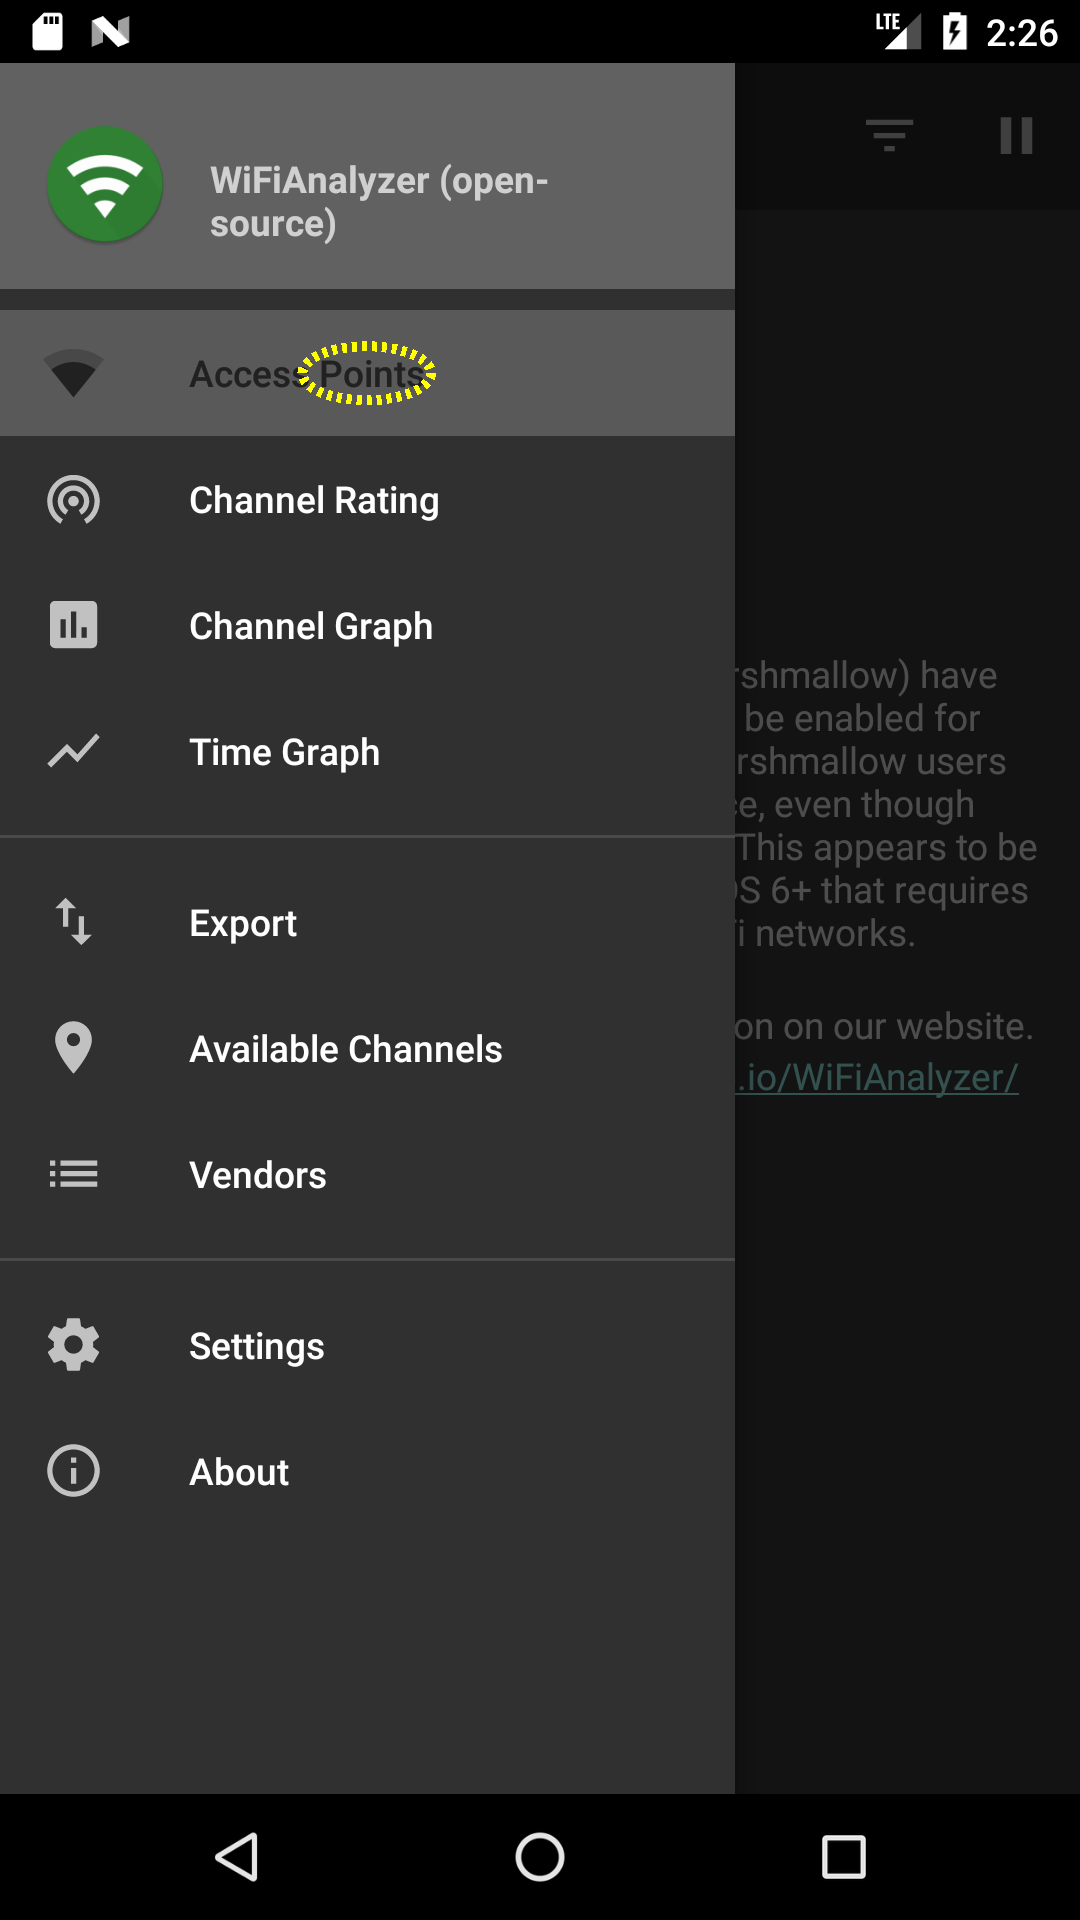 LTE 2:26
WiFiAnalyzer (open-
source)
Access Points
Channel Rating
Channel Graph
Time Graph
rshmallow) have
be enabled for
rshmallow users
e, even though
This appears to be
OS 6+ that requires
i networks.
Export
Available Channels
on on our website.
.io/WiFiAnalyzer/
Vendors
Settings
About